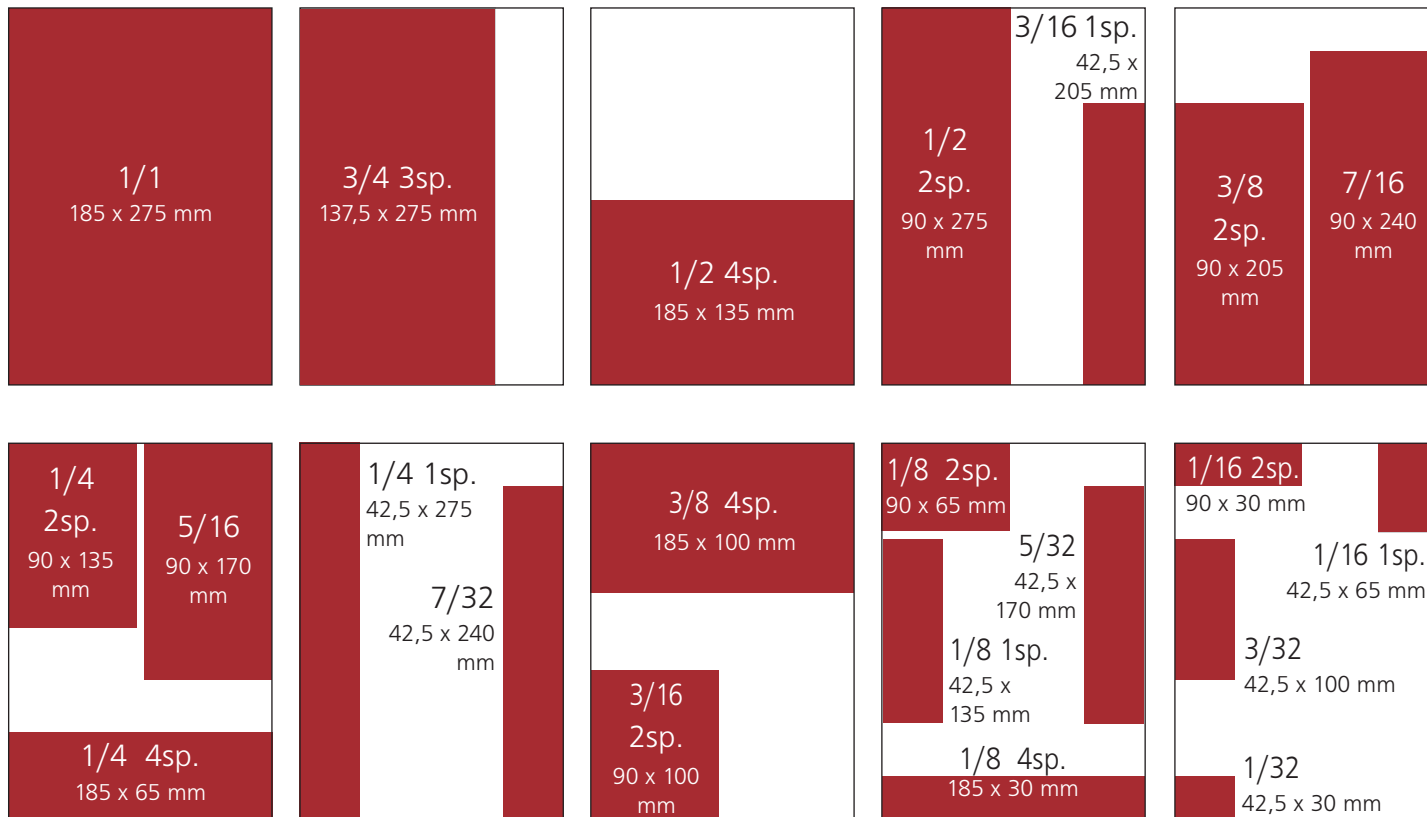 1/1
185 x 275 mm
3/4 3sp.
137,5 x 275 mm
1/2 4sp.
185 x 135 mm
1/2
2sp.
90 x 275
mm
3/16 1sp.
42,5 x
205 mm
3/8
2sp.
90 x 205
mm
7/16
90 x 240
mm
1/4
2sp.
90 x 135
mm
5/16
90 x 170
mm
1/4 4sp.
185 x 65 mm
1/4 1sp.
42,5 x 275
mm
7/32
42,5 x 240
mm
3/8 4sp.
185 x 100 mm
3/16
2sp.
90 x 100
mm
1/8 2sp.
90 x 65 mm
5/32
42,5 x
170 mm
1/8 1sp.
42,5 x
135 mm
1/8 4sp.
185 x 30 mm
1/16 2sp.
90 x 30 mm
1/16 1sp.
42,5 x 65 mm
3/32
42,5 x 100 mm
1/32
42,5 x 30 mm